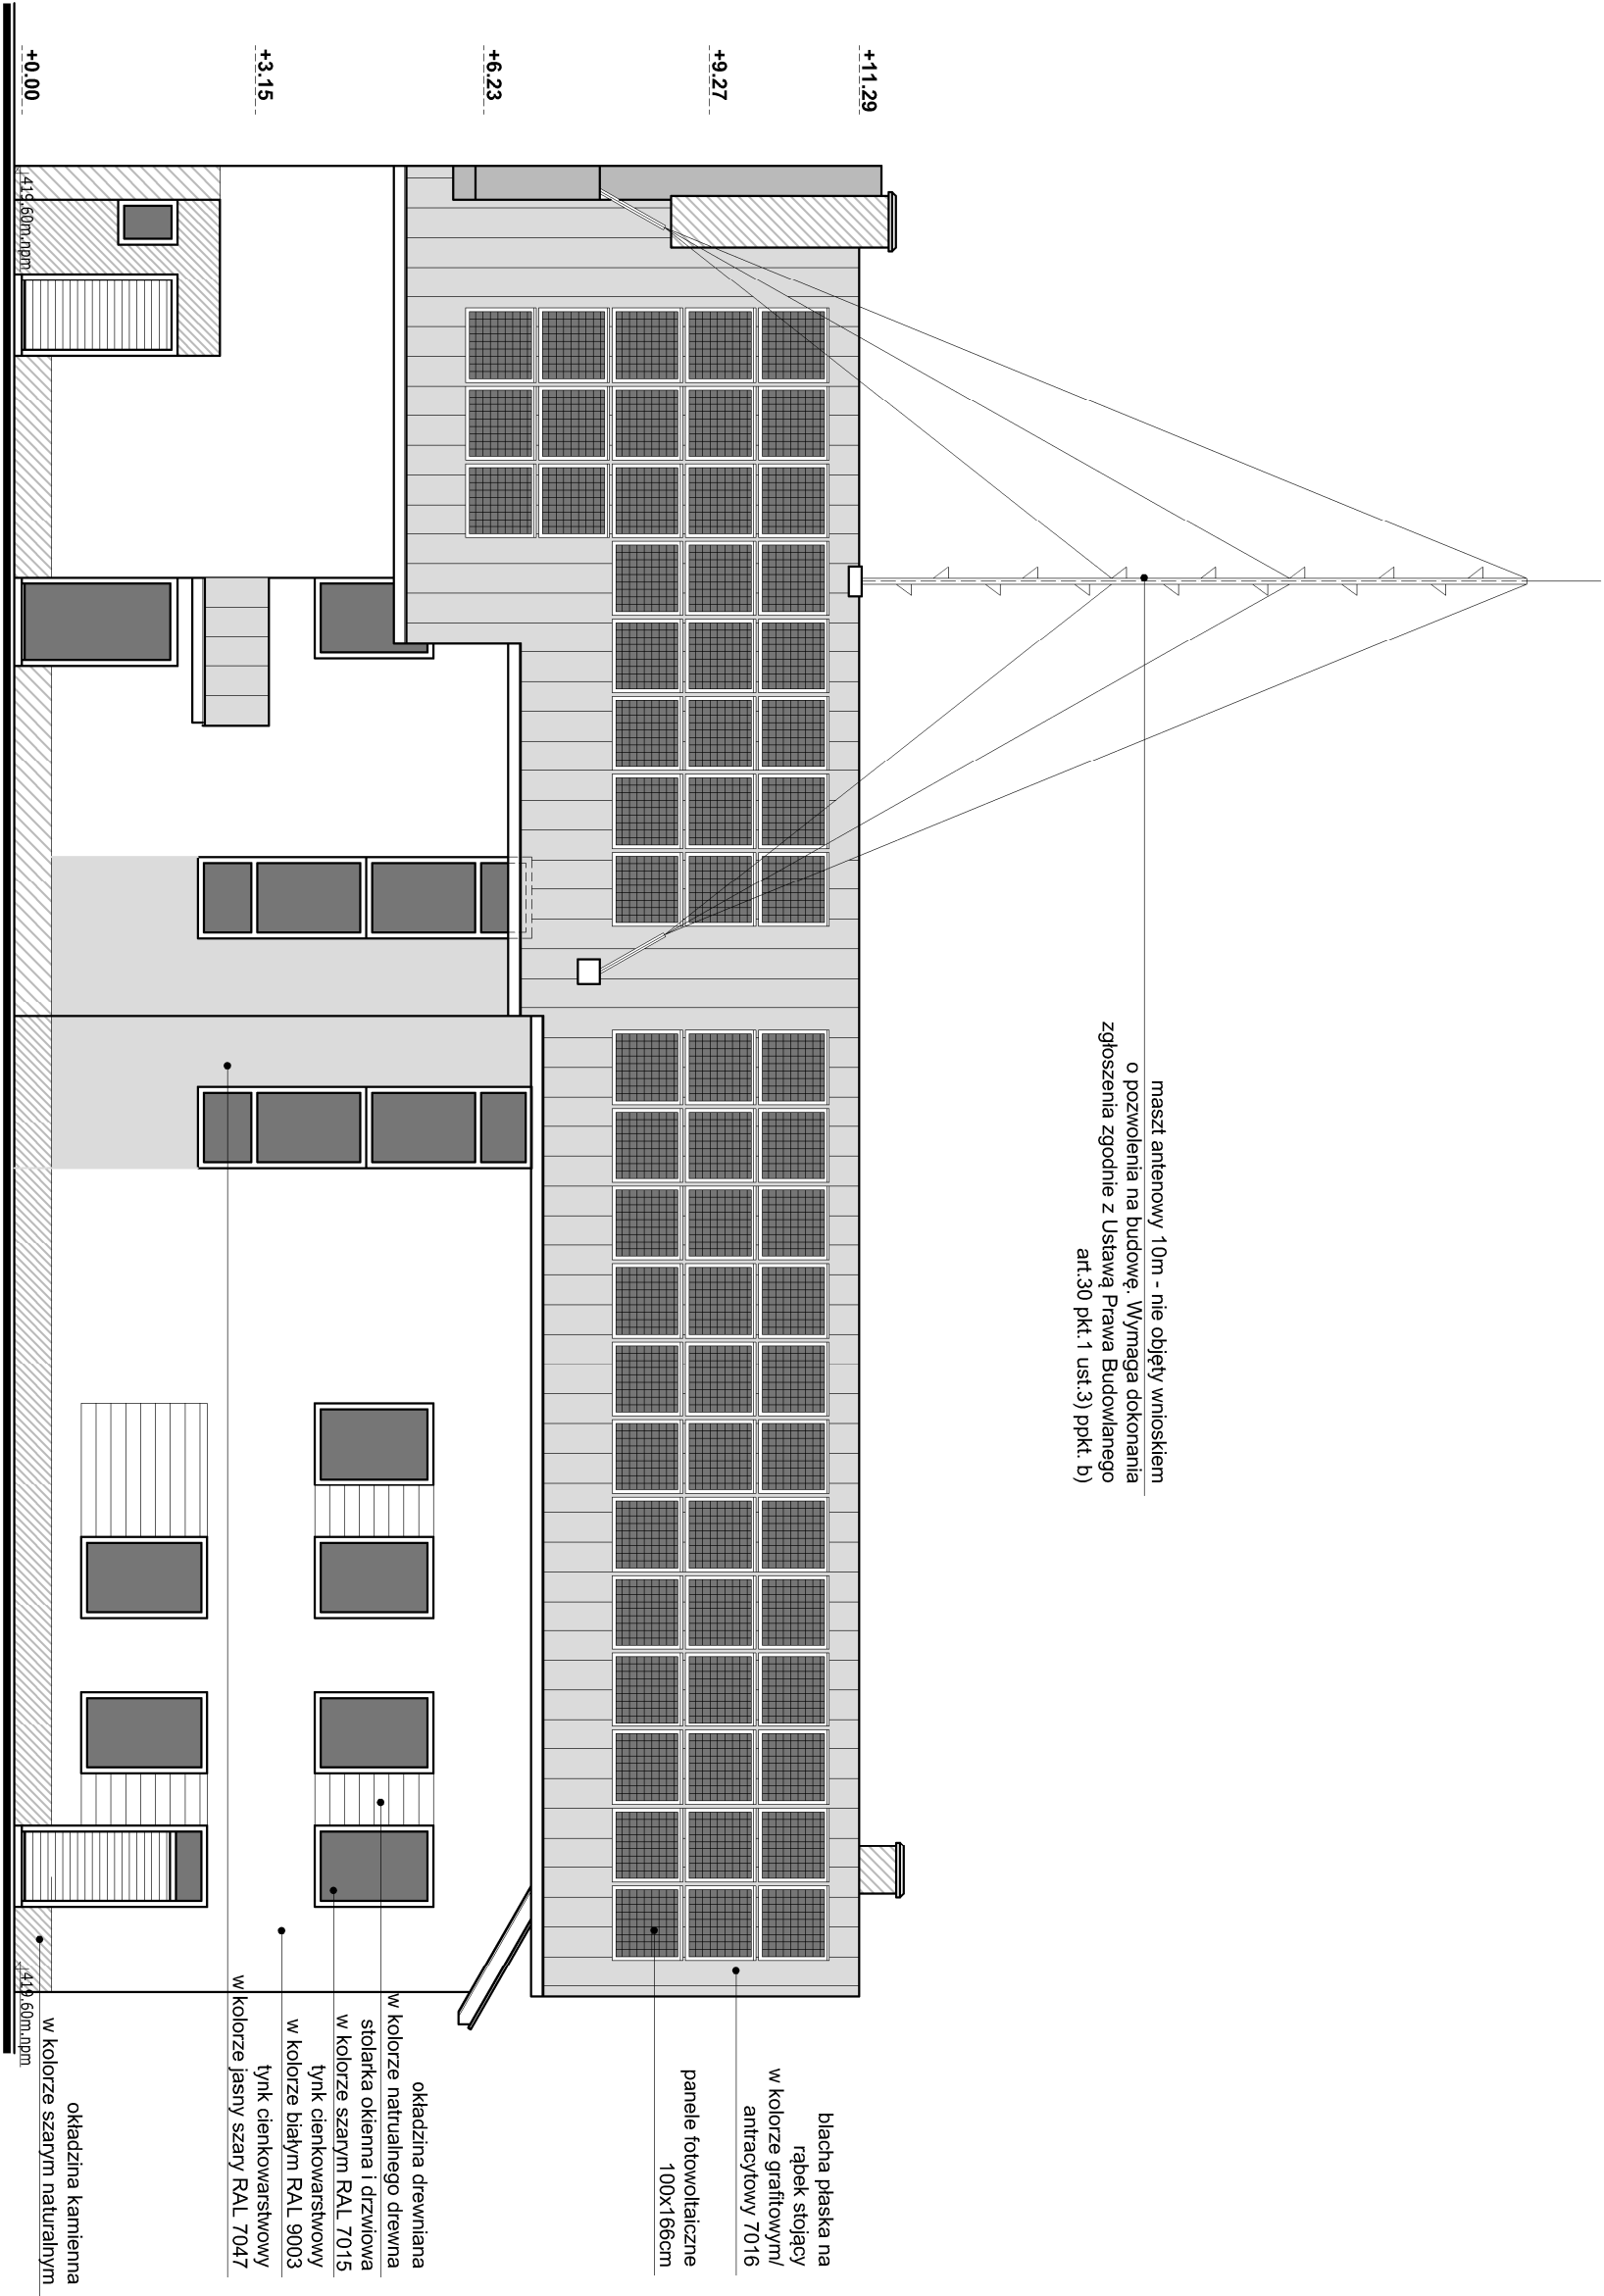 maszt antenowy 10m - nie objęty wnioskiem
o pozwolenia na budowę. Wymaga dokonania
zgłoszenia zgodnie z Ustawą Prawa Budowlanego
art.30 pkt.1 ust.3) ppkt. b)
+11.29
+9.27
+6.23
+3.15
+0.00
419,60m.npm
419,60m.npm
blacha płaska na
rąbek stojący
w kolorze grafitowym/
antracytowy 7016
panele fotowoltaiczne
100x166cm
okładzina drewniana
w kolorze natrualnego drewna
stolarka okienna i drzwiowa
w kolorze szarym RAL 7015
tynk cienkowarstwowy
w kolorze białym RAL 9003
tynk cienkowarstwowy
w kolorze jasny szary RAL 7047
okładzina kamienna
w kolorze szarym naturalnym